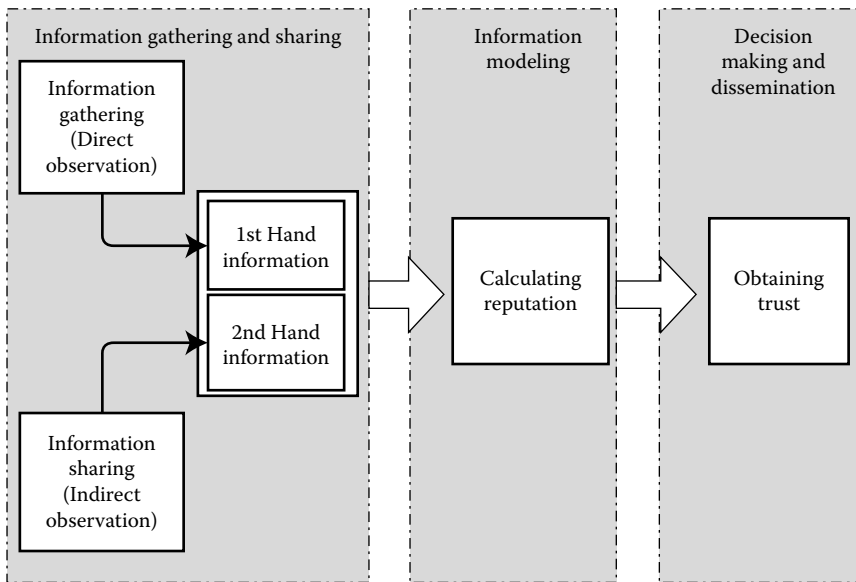 Information gathering and sharing
Information
gathering
(Direct
observation)
1st Hand
information
2nd Hand
information
Information
sharing
(Indirect
observation)
Information
modeling
Calculating
reputation
Decision
making and
dissemination
Obtaining
trust